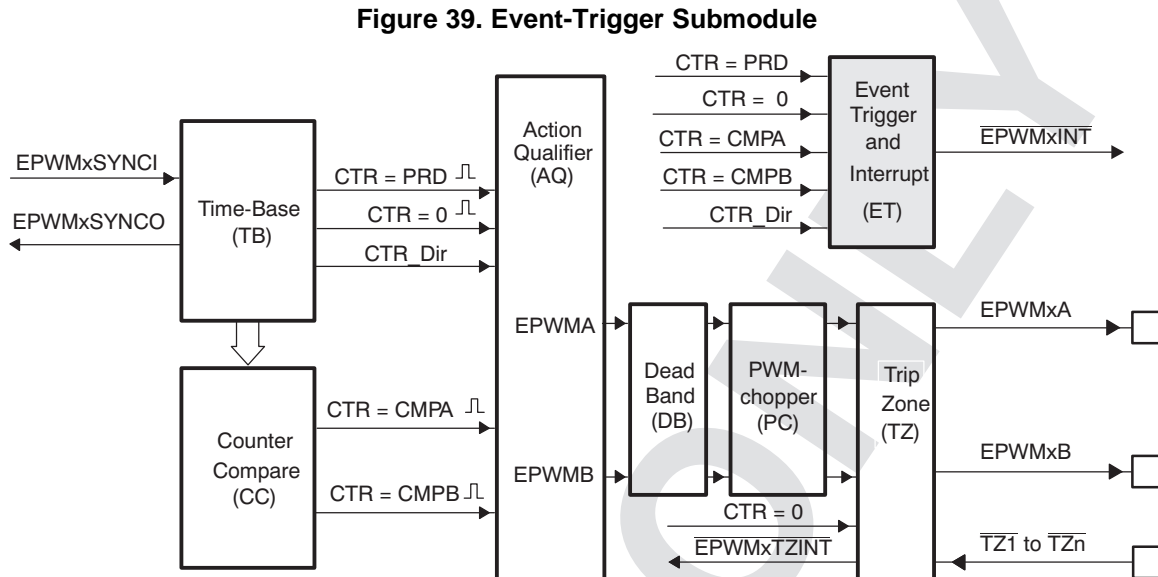 Figure 39. Event-Trigger Submodule
EPWMxSYNCI
EPWMxSYNCO
Time-Base
(TB)
CTR = PRD
CTR = 0
CTR_Dir
Counter
Compare
(CC)
CTR = CMPA
CTR = CMPB
Action
Qualifier
(AQ)
EPWMA
EPWMB
CTR = PRD
CTR = 0
CTR = CMPA
CTR = CMPB
CTR_Dir
Event
Trigger
and
Interrupt
(ET)
EPWMxINT
Dead
Band
(DB)
PWM-
chopper
(PC)
Trip
Zone
(TZ)
CTR = 0
EPWMxTZINT
EPWMxA
EPWMxB
TZ1 to TZn
ONLY